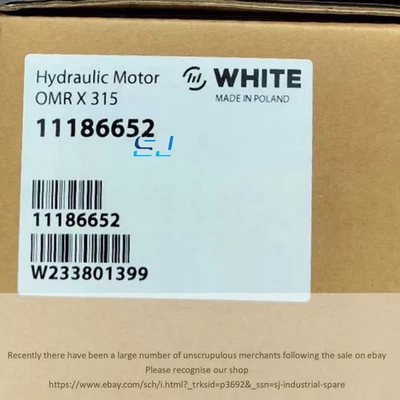 Hydraulic Motor
OMR X 315
WHITE
MADE IN POLAND
11186652
SJ
11186652
W233801399
Recently there have been a large number of unscrupulous merchants following the sale on ebay
Please recognise our shop
https://www.ebay.com/sch/i.html?_trksid=p3692&_ssn=sj-industrial-spare